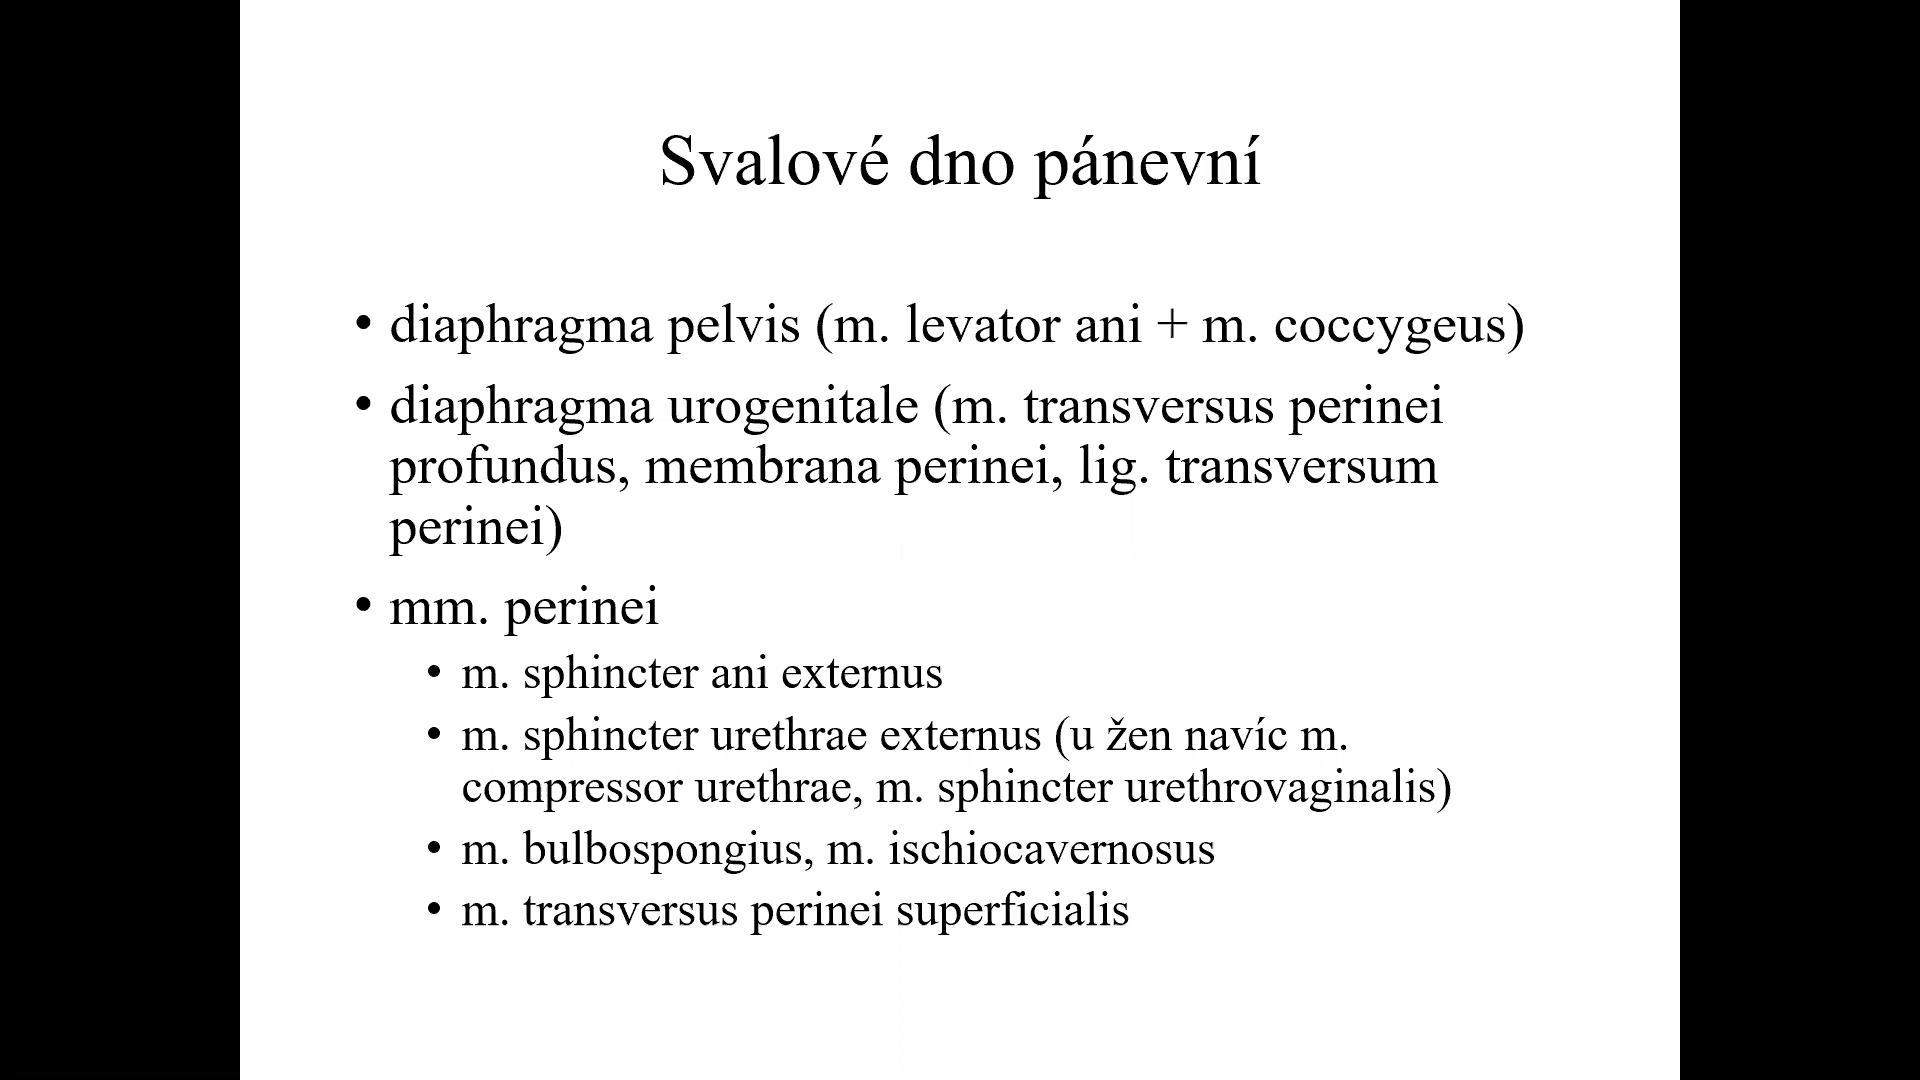 Svalové dno pánevní
• diaphragma pelvis (m. levator ani + m. coccygeus)
• diaphragma urogenitale (m. transversus perinei
profundus, membrana perinei, lig. transversum
perinei)
• mm. perinei
• m. sphincter ani externus
• m. sphincter urethrae externus (u žen navíc m.
compressor urethrae, m. sphincter urethrovaginalis)
• m. bulbospongius, m. ischiocavernosus
• m. transversus perinei superficialis